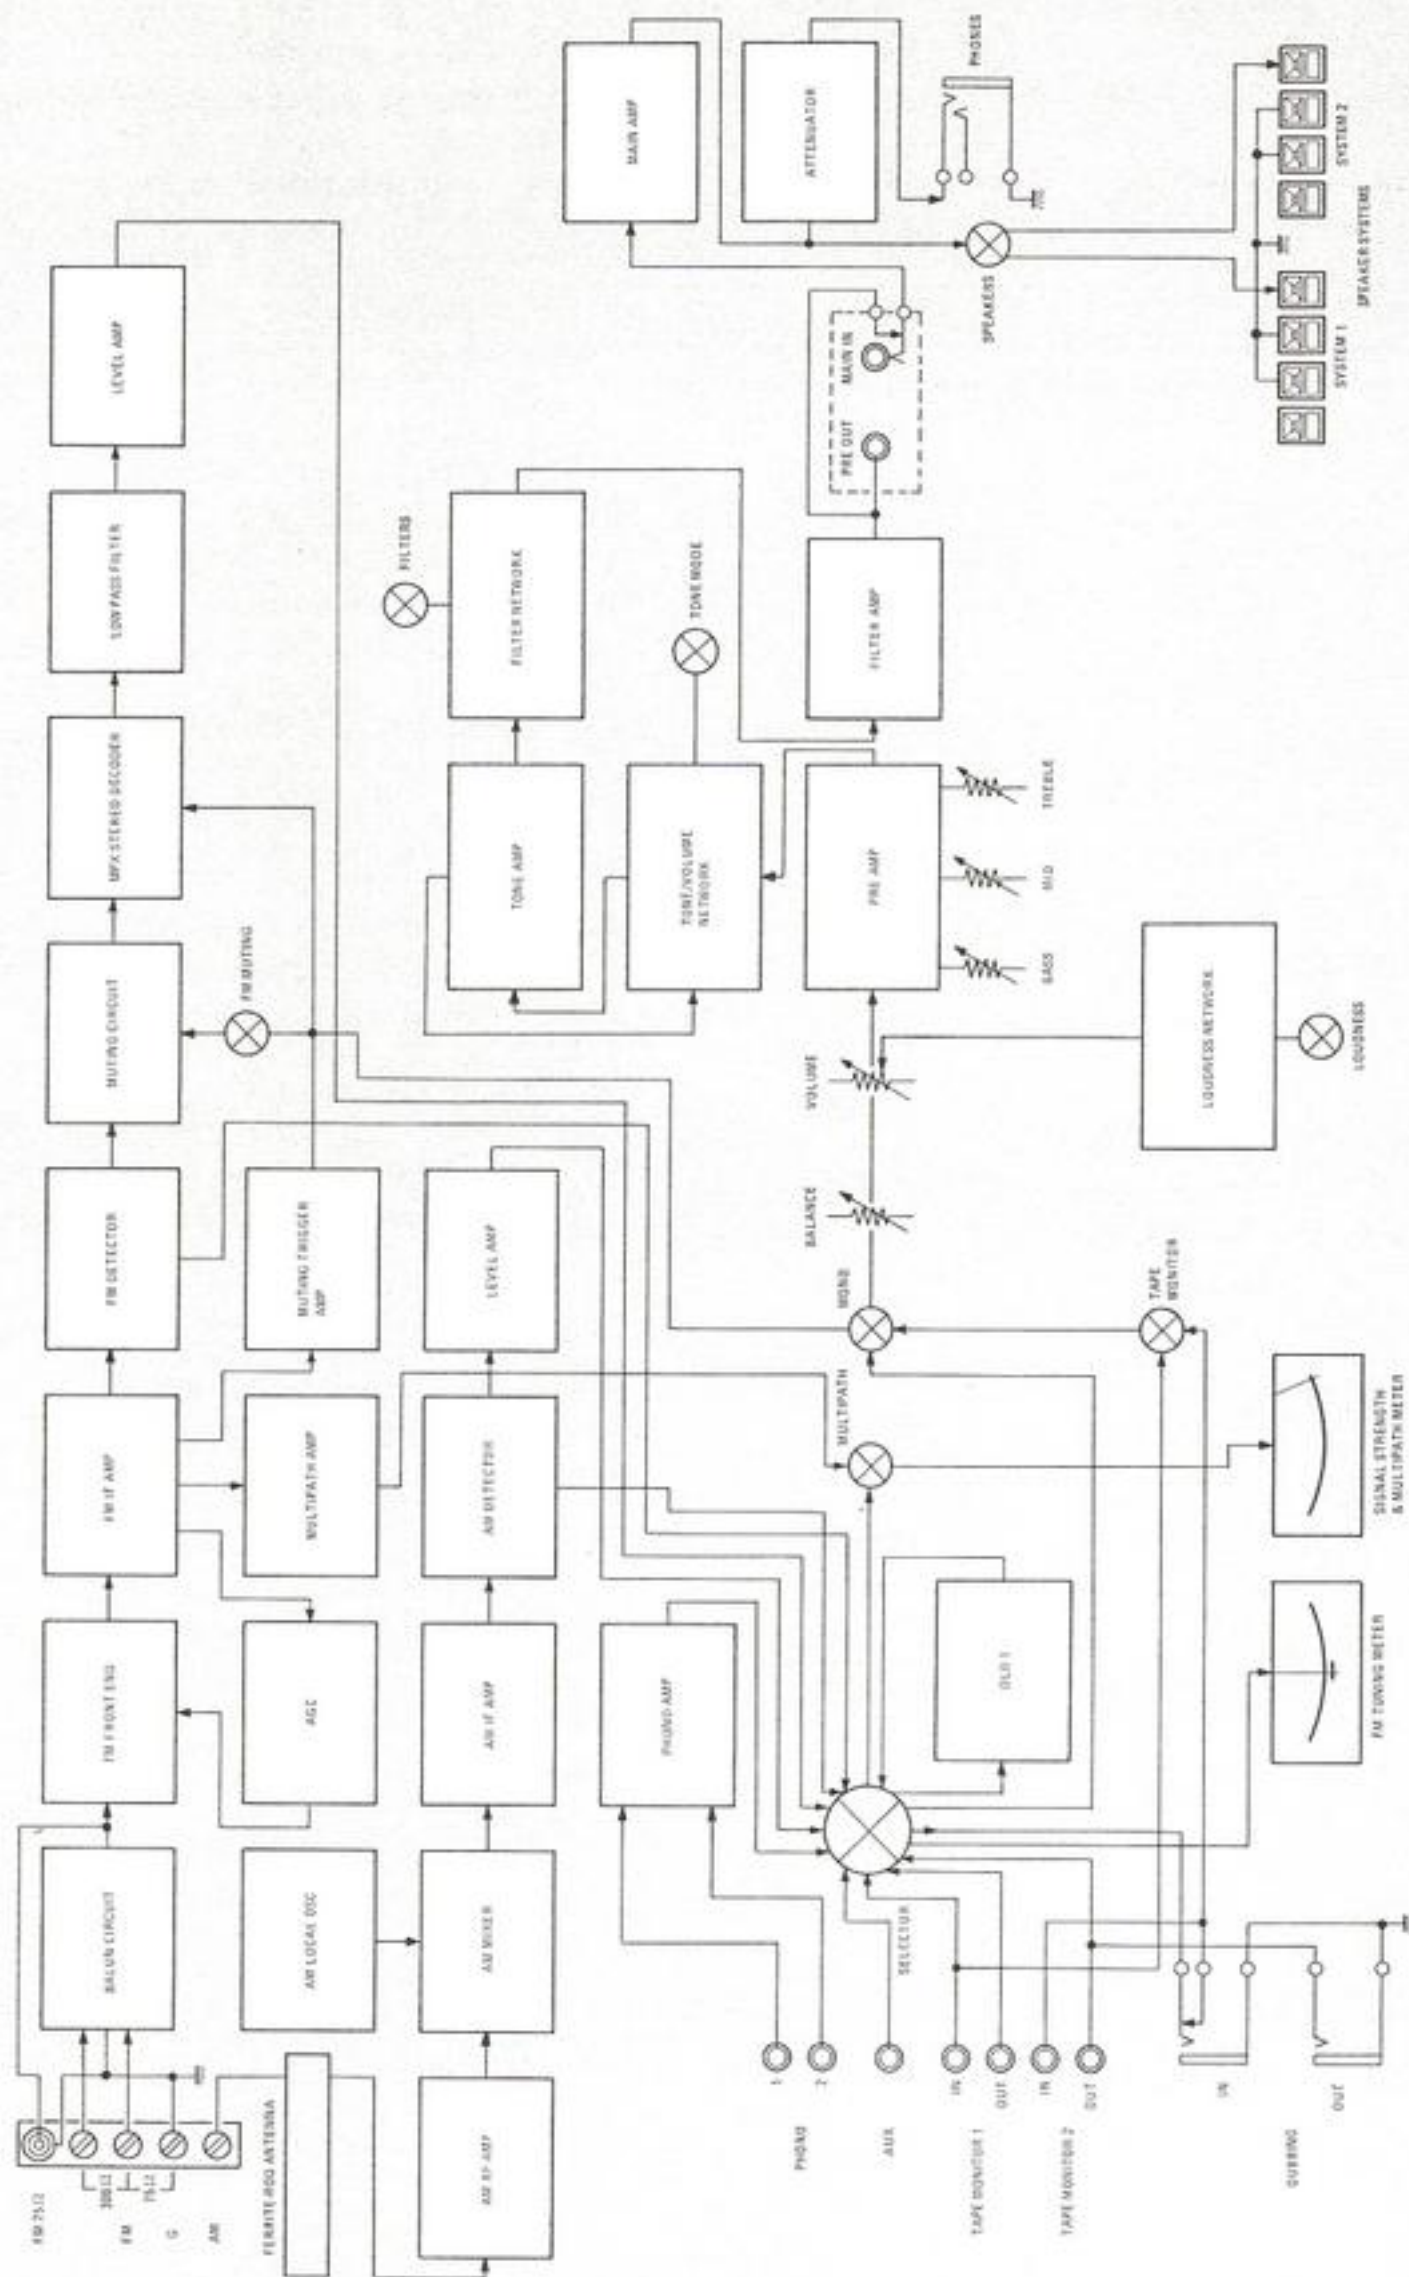 FM 75Ω
300Ω
75Ω
FM
G
AM
FERRITE ROD ANTENNA
BALUN CIRCUIT
FM FRONT END
FM IF AMP
FM DETECTOR
MUTING CIRCUIT
MPX STEREO DECODER
LOW PASS FILTER
LEVEL AMP
AM LOCAL OSC
AGC
MULTIPATH AMP
MUTING TRIGGER
AMP
FM MUTING
AM RF AMP
AM MIXER
AM IF AMP
AM DETECTOR
LEVEL AMP
TONE AMP
FILTER NETWORK
FILTERS
MAIN AMP
PHONO AMP
TONE/VOLUME
NETWORK
TONE MODE
ATTENUATOR
PHONES
1
2
PHONO
AUX
SELECTOR
MULTIPATH
MONO
BALANCE
VOLUME
PRE AMP
FILTER AMP
PRE OUT
MAIN IN
SPEAKERS
BASS
MID
TREBLE
IN
OUT
TAPE MONITOR 1
IN
OUT
TAPE MONITOR 2
TAPE
MONITOR
LOUDNESS NETWORK
LOUDNESS
IN
OUT
DUBBING
FM TUNING METER
SIGNAL STRENGTH
& MULTIPATH METER
SYSTEM 1
SYSTEM 2
SPEAKER SYSTEMS